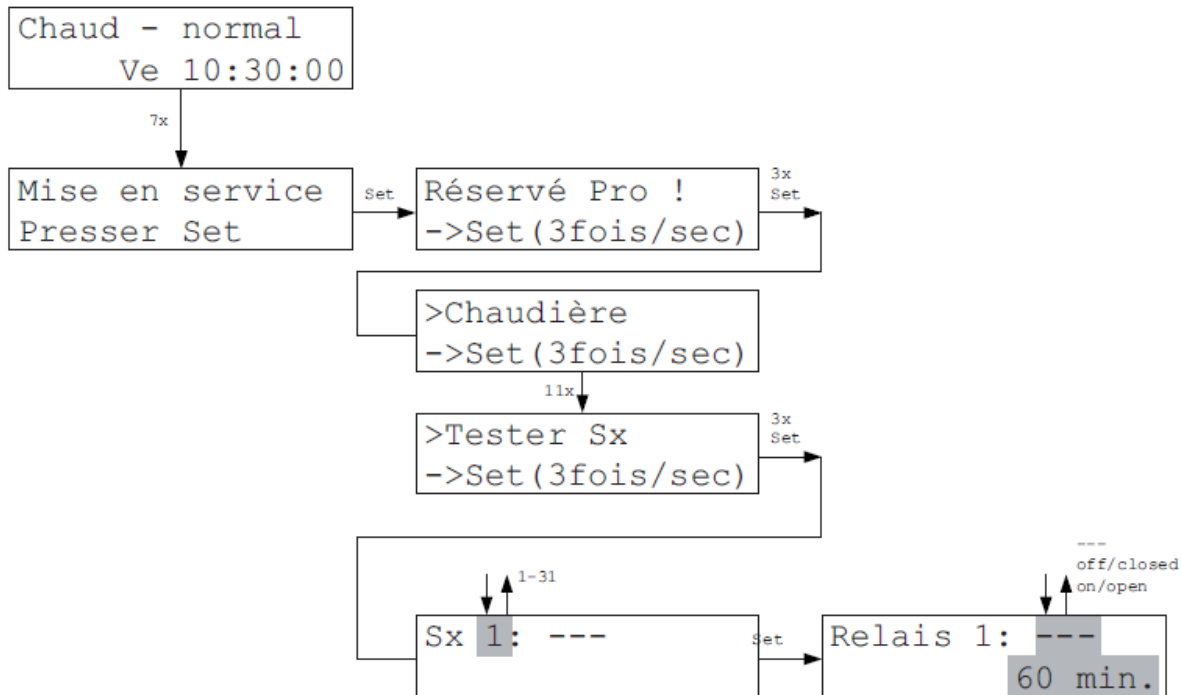 Chaud - normal
Ve 10:30:00
7x
Mise en service
Presser Set
Set
Réservé Pro !
->Set(3fois/sec)
3x
Set
>Chaudière
->Set(3fois/sec)
11x
>Tester Sx
->Set(3fois/sec)
3x
Set
1-31
Sx 1: ---
Set
---
off/closed
on/open
Relais 1: ---
60 min.